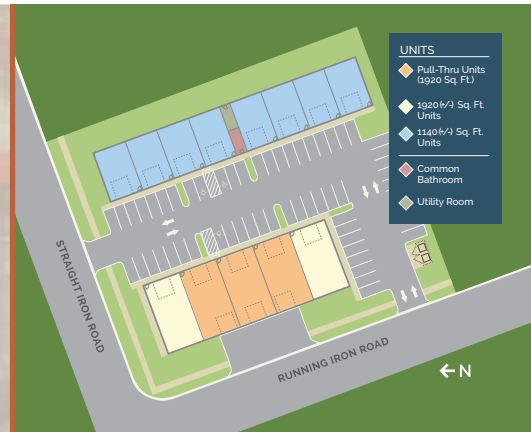 UNITS
Pull-Thru Units
(1920 Sq. Ft.)
1920(+/-) Sq. Ft.
Units
1140(+/-) Sq. Ft.
Units
Common
Bathroom
Utility Room
STRAIGHT IRON ROAD
RUNNING IRON ROAD
N